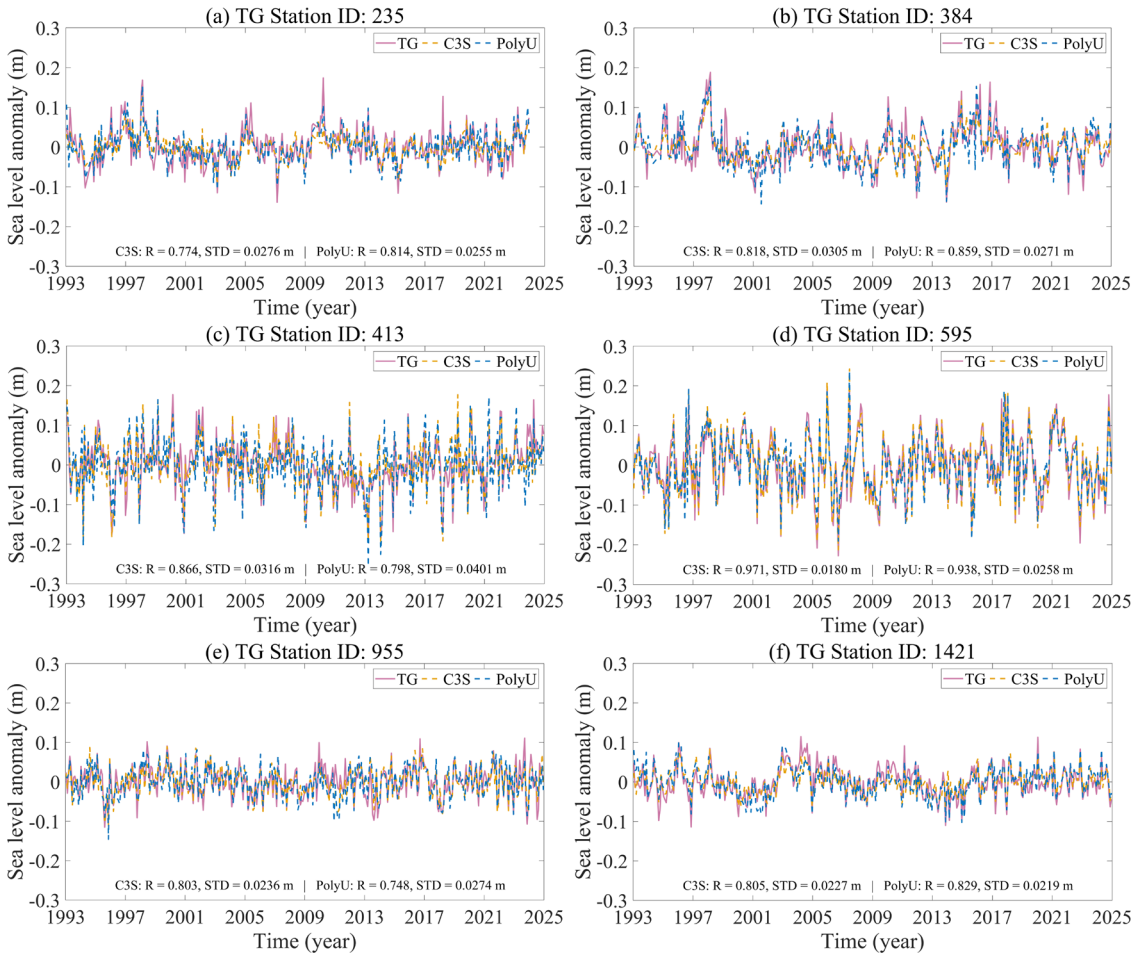 (a) TG Station ID: 235
TG C3S PolyU
Sea level anomaly (m)
0.3
0.2
0.1
0
-0.1
-0.2
-0.3
C3S: R = 0.774, STD = 0.0276 m | PolyU: R = 0.814, STD = 0.0255 m
1993 1997 2001 2005 2009 2013 2017 2021 2025
Time (year)
(b) TG Station ID: 384
TG C3S PolyU
Sea level anomaly (m)
0.3
0.2
0.1
0
-0.1
-0.2
-0.3
C3S: R = 0.818, STD = 0.0305 m | PolyU: R = 0.859, STD = 0.0271 m
1993 1997 2001 2005 2009 2013 2017 2021 2025
Time (year)
(c) TG Station ID: 413
TG C3S PolyU
Sea level anomaly (m)
0.3
0.2
0.1
0
-0.1
-0.2
-0.3
C3S: R = 0.866, STD = 0.0316 m | PolyU: R = 0.798, STD = 0.0401 m
1993 1997 2001 2005 2009 2013 2017 2021 2025
Time (year)
(d) TG Station ID: 595
TG C3S PolyU
Sea level anomaly (m)
0.3
0.2
0.1
0
-0.1
-0.2
-0.3
C3S: R = 0.971, STD = 0.0180 m | PolyU: R = 0.938, STD = 0.0258 m
1993 1997 2001 2005 2009 2013 2017 2021 2025
Time (year)
(e) TG Station ID: 955
TG C3S PolyU
Sea level anomaly (m)
0.3
0.2
0.1
0
-0.1
-0.2
-0.3
C3S: R = 0.803, STD = 0.0236 m | PolyU: R = 0.748, STD = 0.0274 m
1993 1997 2001 2005 2009 2013 2017 2021 2025
Time (year)
(f) TG Station ID: 1421
TG C3S PolyU
Sea level anomaly (m)
0.3
0.2
0.1
0
-0.1
-0.2
-0.3
C3S: R = 0.805, STD = 0.0227 m | PolyU: R = 0.829, STD = 0.0219 m
1993 1997 2001 2005 2009 2013 2017 2021 2025
Time (year)